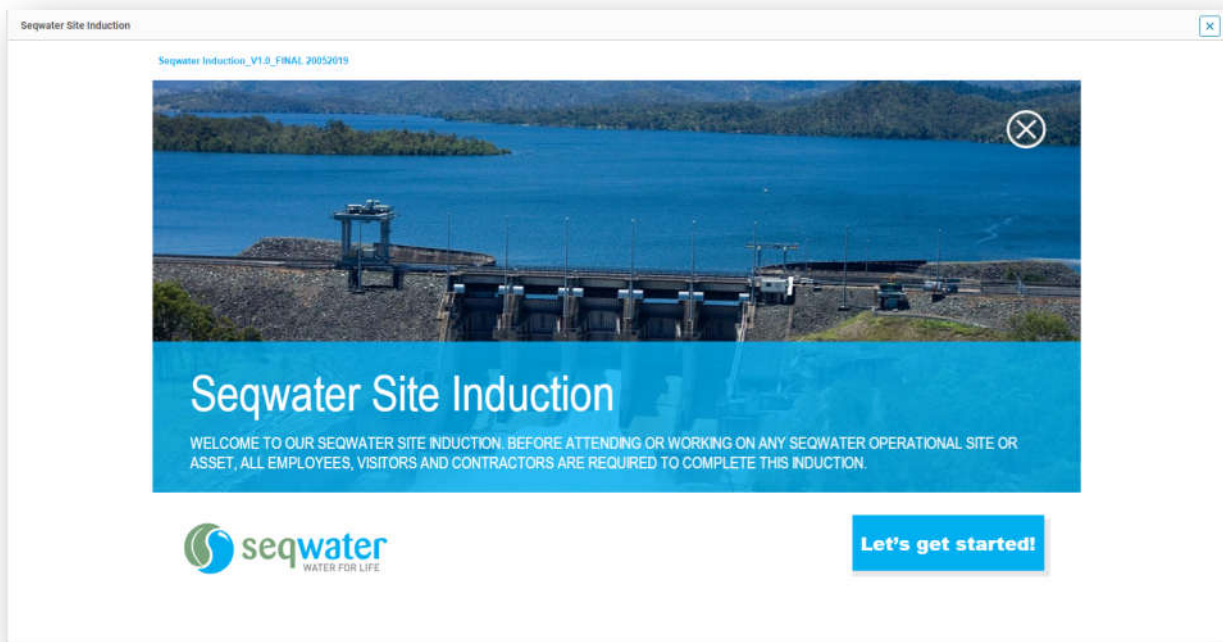 Seqwater Site Induction
Seqwater Induction_V1.0_FINAL 20052019
Seqwater Site Induction
WELCOME TO OUR SEQWATER SITE INDUCTION. BEFORE ATTENDING OR WORKING ON ANY SEQWATER OPERATIONAL SITE OR
ASSET, ALL EMPLOYEES, VISITORS AND CONTRACTORS ARE REQUIRED TO COMPLETE THIS INDUCTION.
seqwater
WATER FOR LIFE
Let's get started!